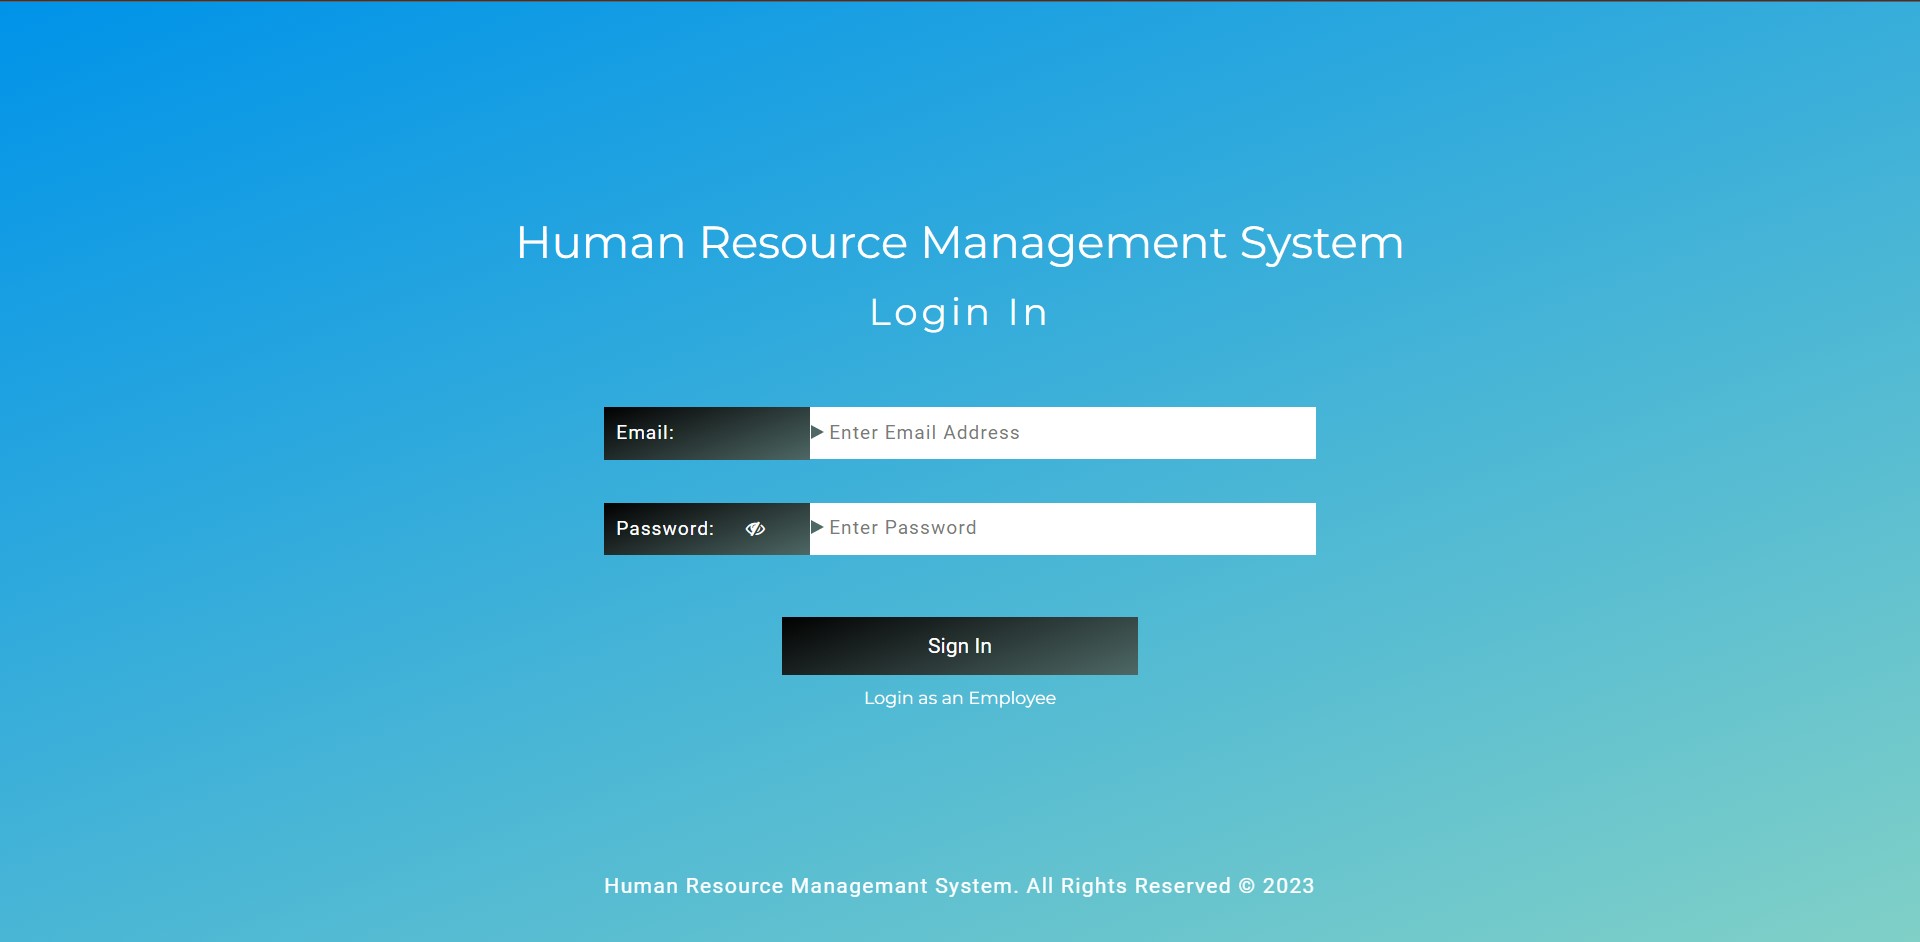 Human Resource Management System
Login In
Email: Enter Email Address
Password: Enter Password
Sign In
Login as an Employee
Human Resource Managemant System. All Rights Reserved © 2023